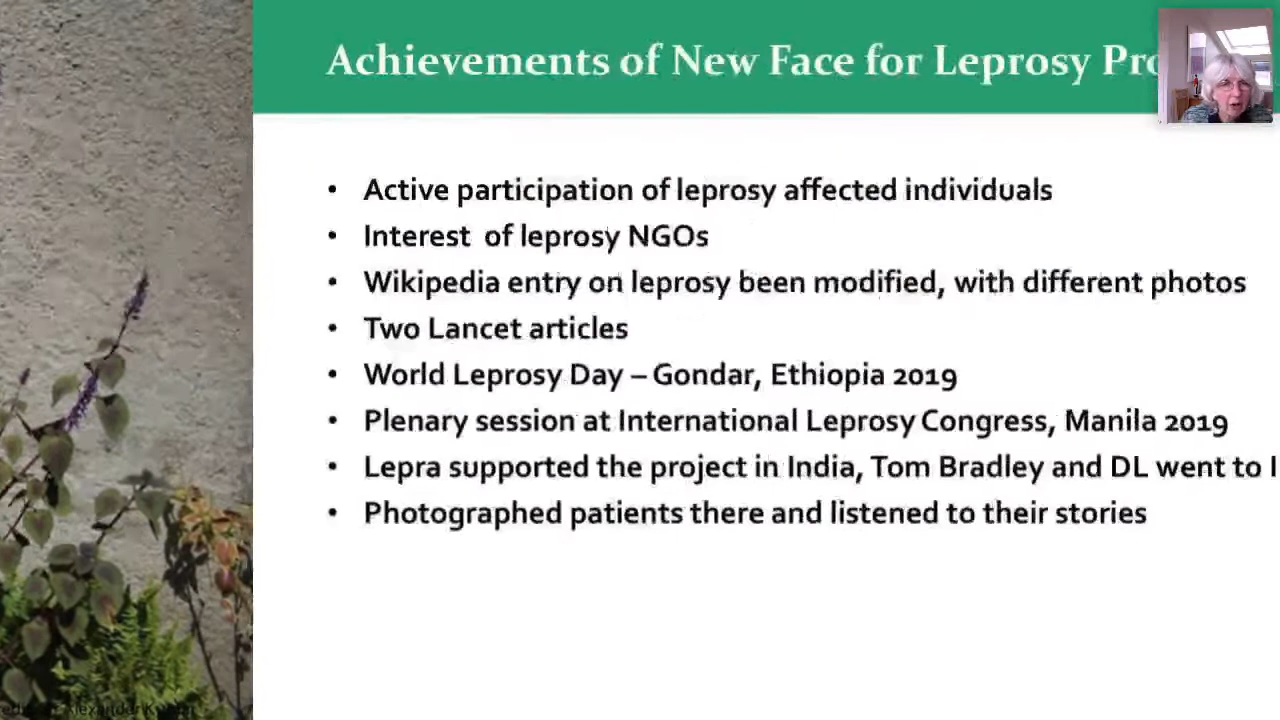 Achievements of New Face for Leprosy
Active participation of leprosy affected individuals
Interest of leprosy NGOs
Wikipedia entry on leprosy been modified, with different photos
Two Lancet articles
World Leprosy Day – Gondar, Ethiopia 2019
Plenary session at International Leprosy Congress, Manila 2019
Lepra supported the project in India, Tom Bradley and DL went to
Photographed patients there and listened to their stories